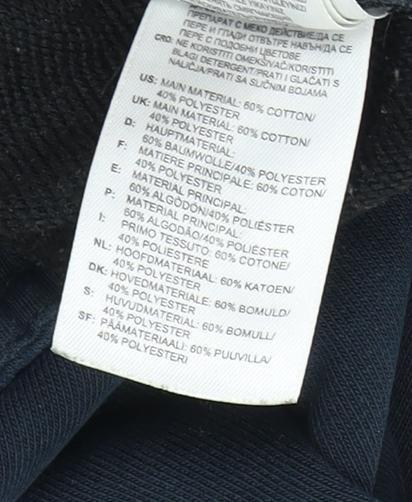 ПРЕПАРАТ С МЕКО ДЕЙСТВИЕ/ДА СЕ
ПЕРЕ И ГЛАДИ ОТВЪТРЕ НАВЪН/ДА СЕ
ПЕРЕ С ПОДОБНИ ЦВЕТОВЕ
CRO: NE KORISTITI OMEKŠIVAČ/KORISTITI
BLAGI DETERGENT/PRATI I GLAČATI S
NALIČJA/PRATI SA SLIČNIM BOJAMA
US: MAIN MATERIAL: 60% COTTON/
40% POLYESTER
UK: MAIN MATERIAL: 60% COTTON/
40% POLYESTER
D: HAUPTMATERIAL:
60% BAUMWOLLE/40% POLYESTER
F: MATIERE PRINCIPALE: 60% COTON/
40% POLYESTER
E: MATERIAL PRINCIPAL:
60% ALGODÓN/40% POLIÉSTER
P: MATERIAL PRINCIPAL:
60% ALGODÃO/40% POLIÉSTER
I: PRIMO TESSUTO: 60% COTONE/
40% POLIESTERE
NL: HOOFDMATERIAAL: 60% KATOEN/
40% POLYESTER
DK: HOVEDMATERIALE: 60% BOMULD/
40% POLYESTER
S: HUVUDMATERIAL: 60% BOMULL/
40% POLYESTER
SF: PÄÄMATERIAALI: 60% PUUVILLA/
40% POLYESTERI